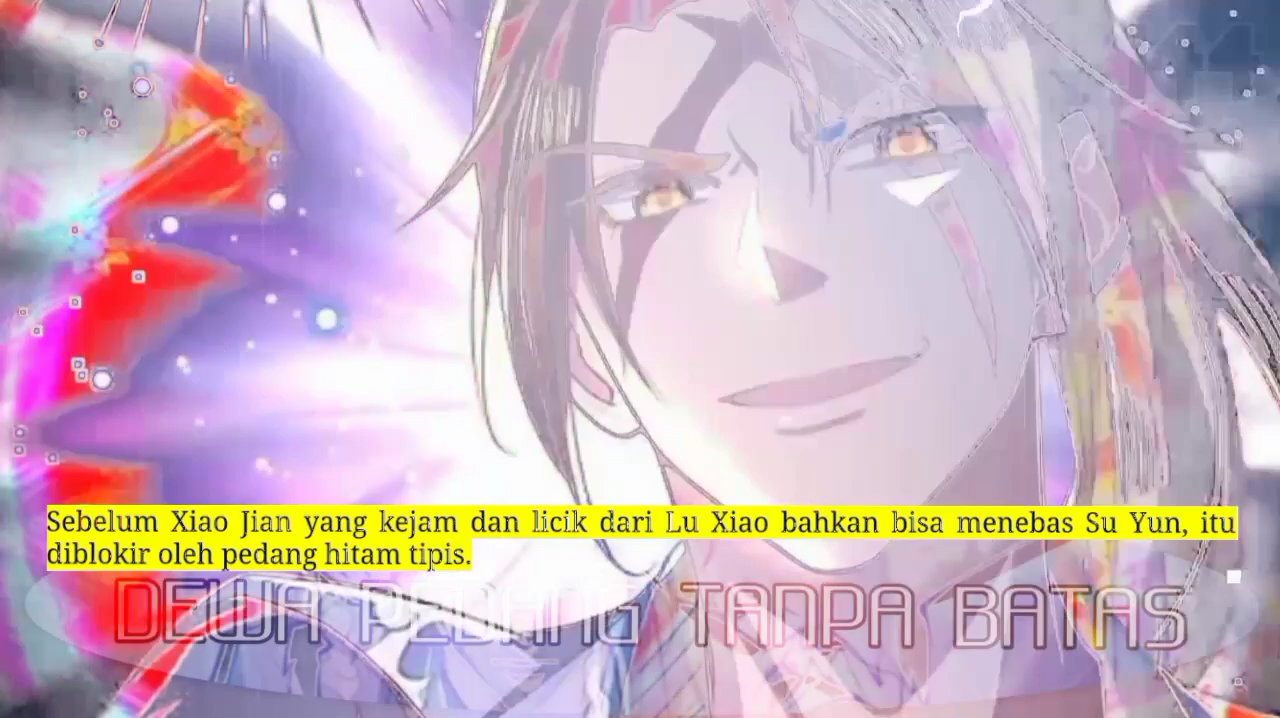 Sebelum Xiao Jian yang kejam dan licik dari Lu Xiao bahkan bisa menebas Su Yun, itu
diblokir oleh pedang hitam tipis.
DEWA PEDANG TANPA BATAS